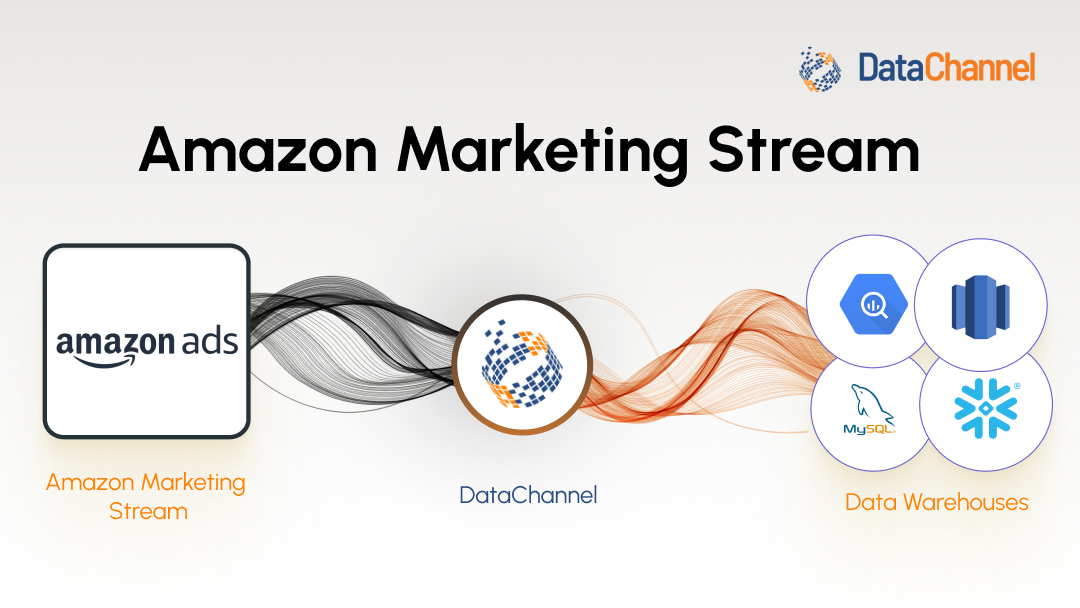 DataChannel
Amazon Marketing Stream
amazon ads
MySQL
®
Amazon Marketing
Stream
DataChannel
Data Warehouses